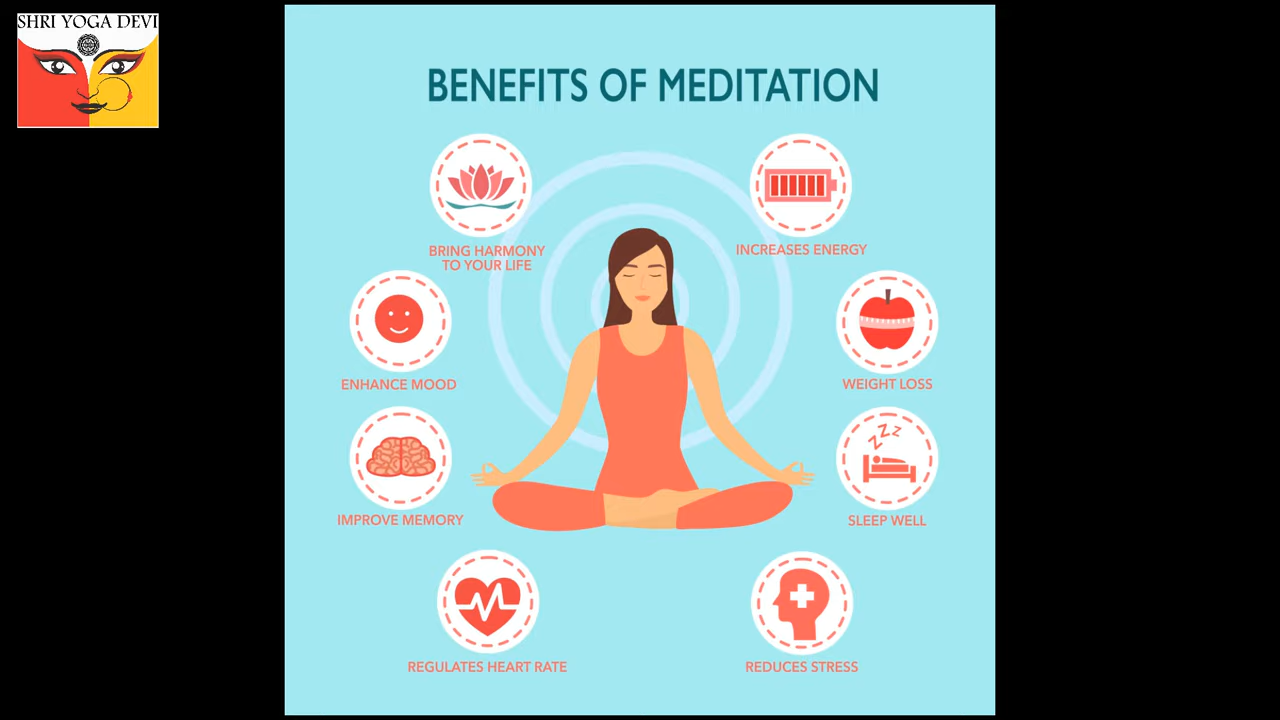 SHRI YOGA DEVI
BENEFITS OF MEDITATION
BRING HARMONY
TO YOUR LIFE
INCREASES ENERGY
ENHANCE MOOD
WEIGHT LOSS
IMPROVE MEMORY
ZZZ
SLEEP WELL
REGULATES HEART RATE
REDUCES STRESS